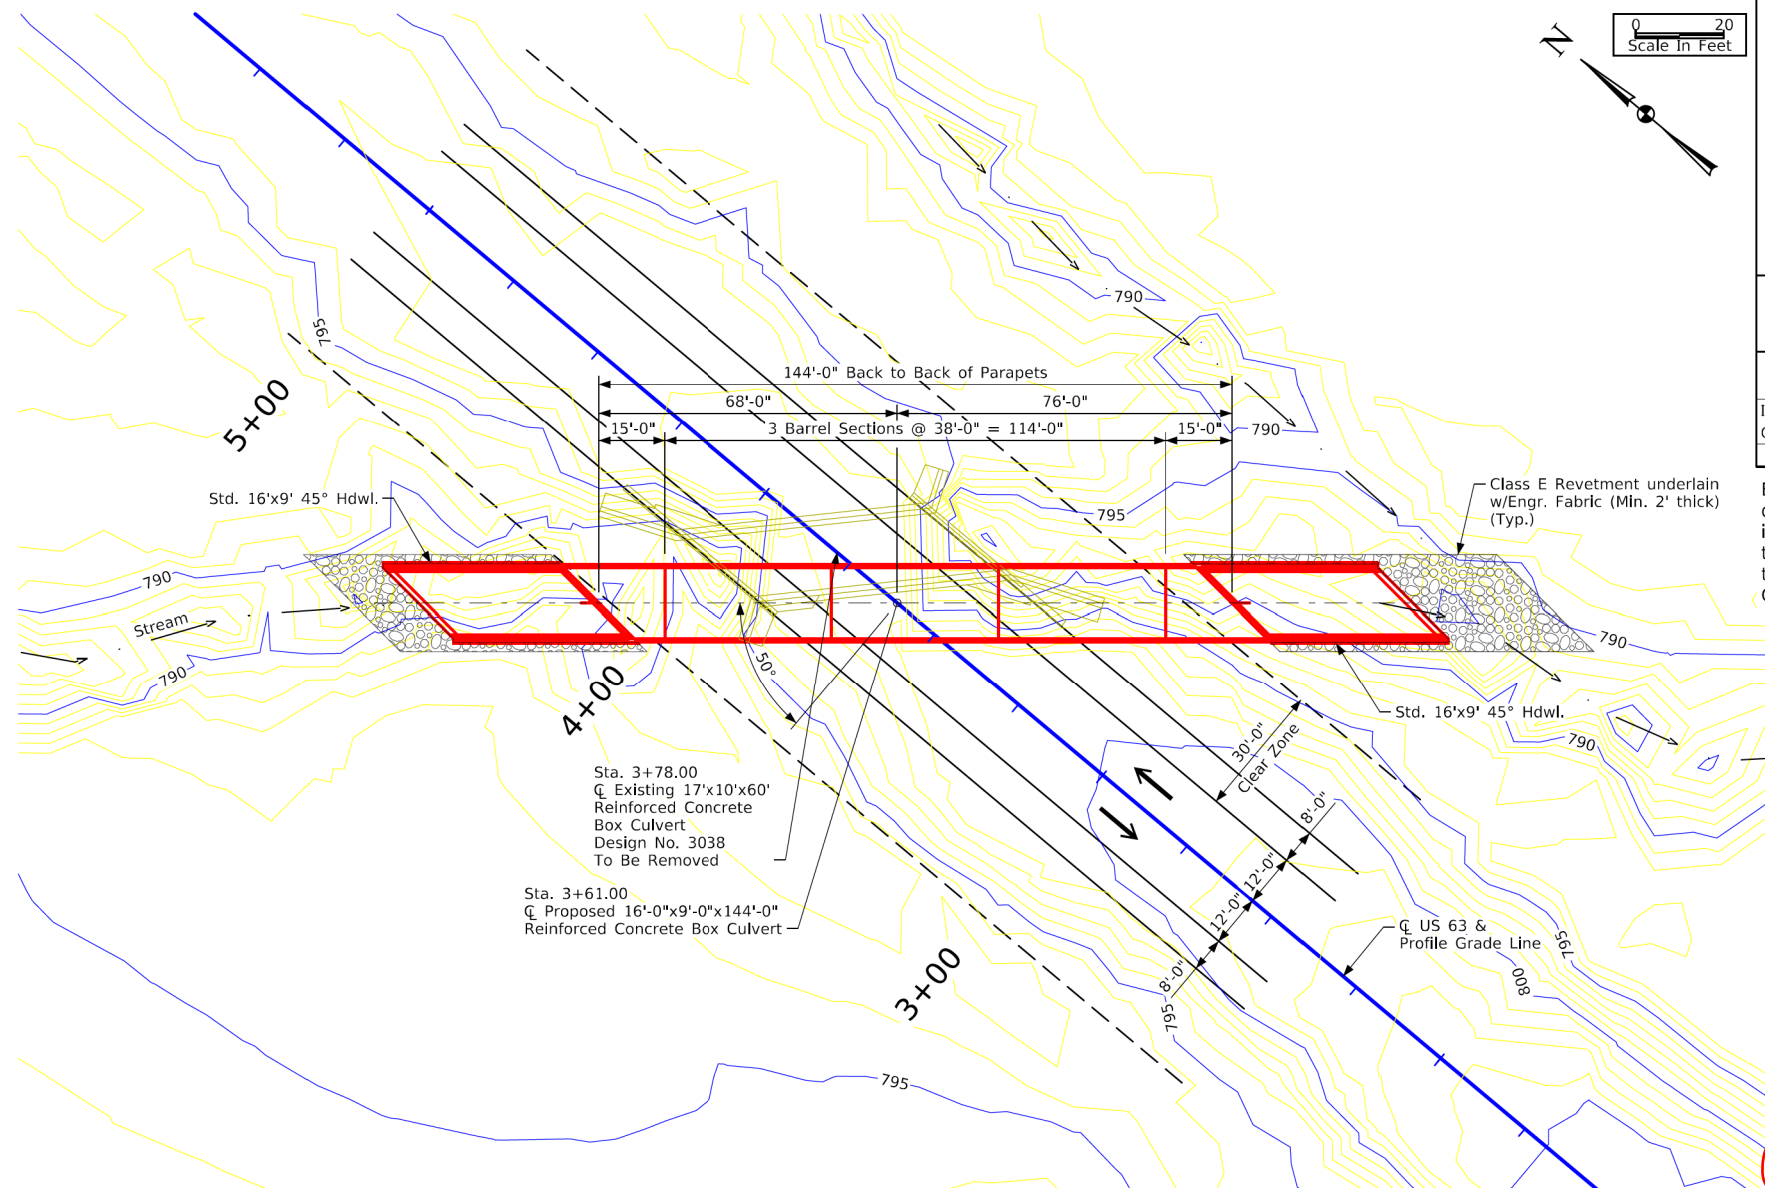 N
0 20
Scale In Feet
790
795
144'-0" Back to Back of Parapets
68'-0" 76'-0"
15'-0" 3 Barrel Sections @ 38'-0" = 114'-0" 15'-0"
790
5+00
Std. 16'x9' 45° Hdwl.
Class E Revetment underlain
w/Engr. Fabric (Min. 2' thick)
(Typ.)
795
790
Stream
790
790
50°
4+00
Std. 16'x9' 45° Hdwl.
790
30'-0"
Clear Zone
Sta. 3+78.00
℄ Existing 17'x10'x60'
Reinforced Concrete
Box Culvert
Design No. 3038
To Be Removed
8'-0"
12'-0"
12'-0"
8'-0"
Sta. 3+61.00
℄ Proposed 16'-0"x9'-0"x144'-0"
Reinforced Concrete Box Culvert
℄ US 63 &
Profile Grade Line
795
800
3+00
795
795